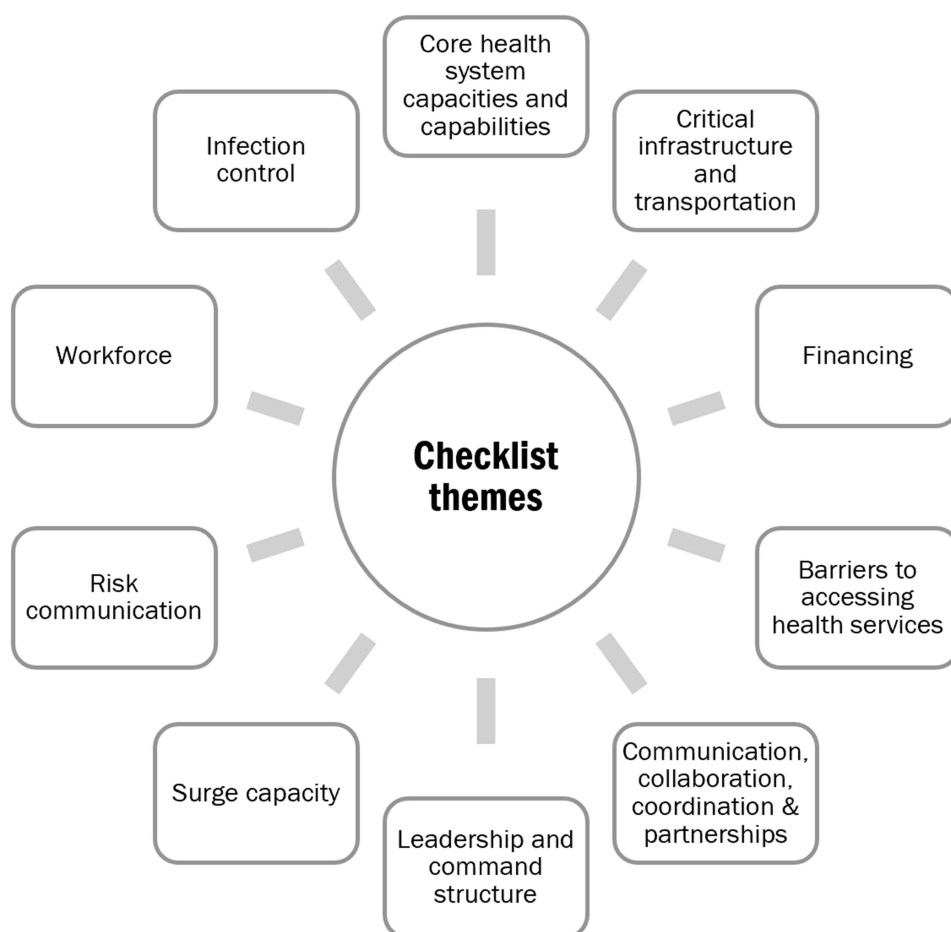 Core health
system
capacities and
capabilities
Critical
infrastructure
and
transportation
Financing
Barriers to
accessing
health services
Communication,
collaboration,
coordination &
partnerships
Leadership and
command
structure
Surge capacity
Risk
communication
Workforce
Infection
control
Checklist
themes